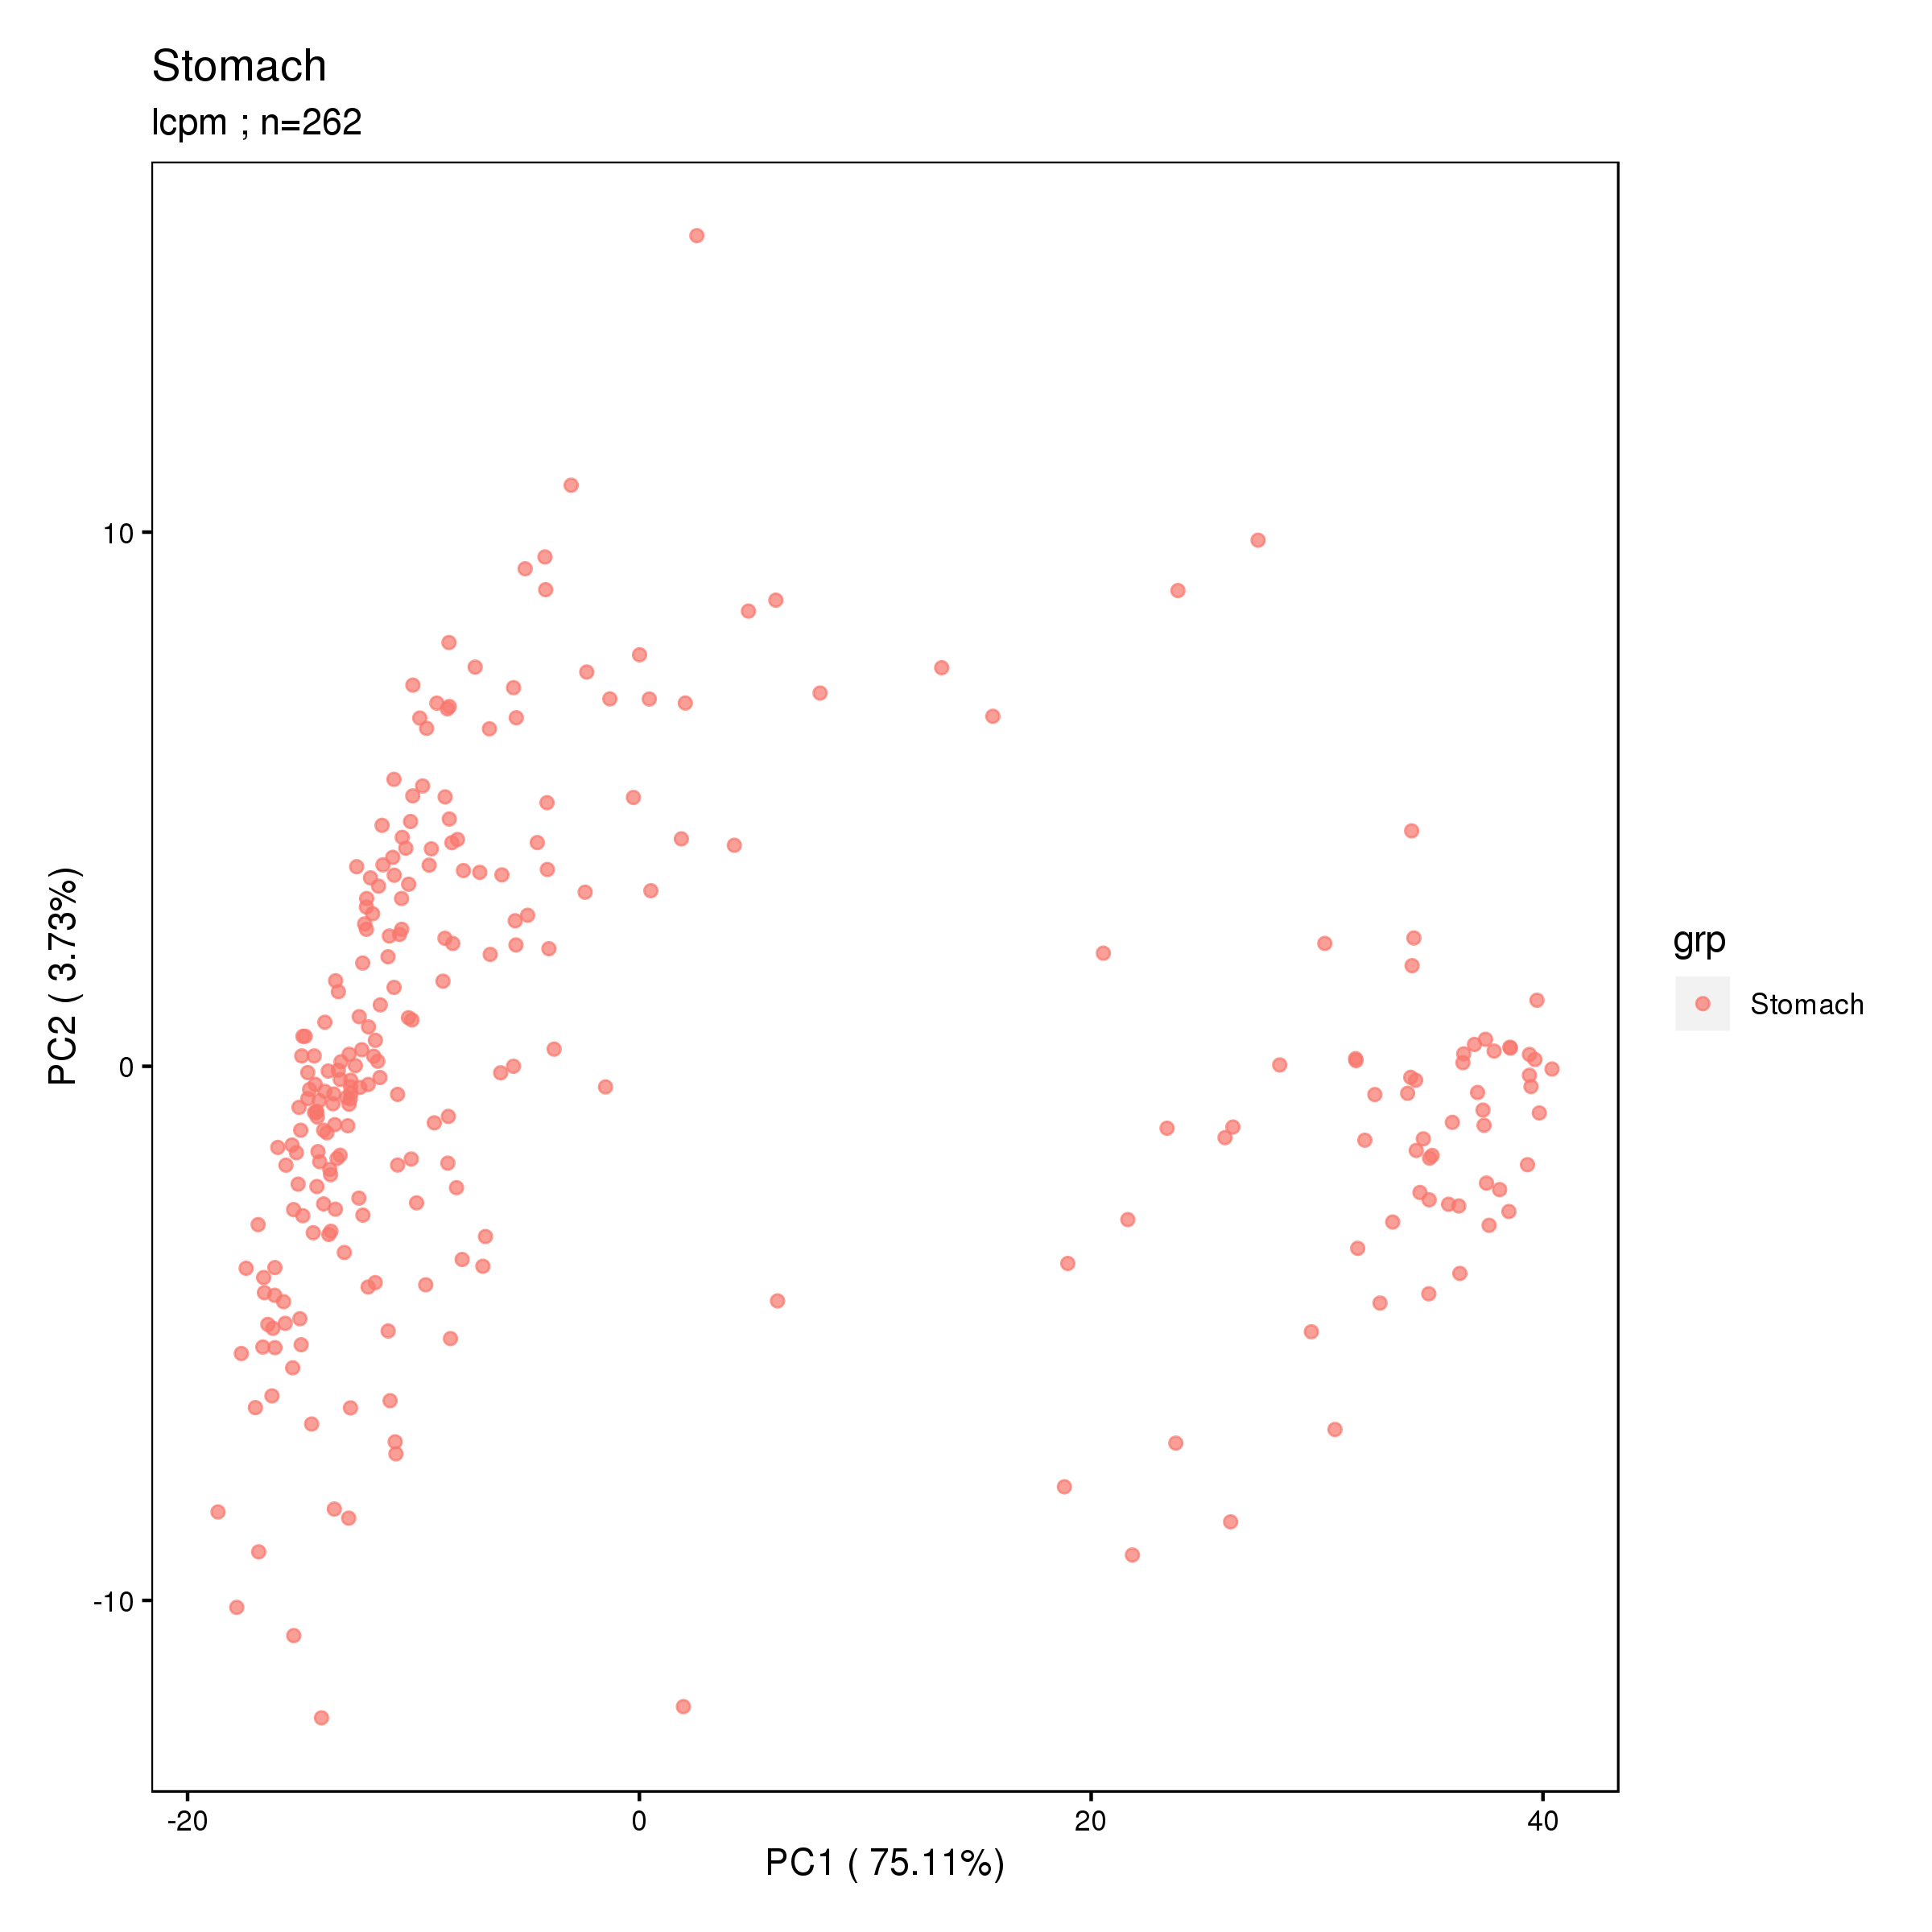 Stomach
lcpm ; n=262
10
0
-10
PC2 ( 3.73%)
-20
0
20
40
PC1 ( 75.11%)
grp
Stomach